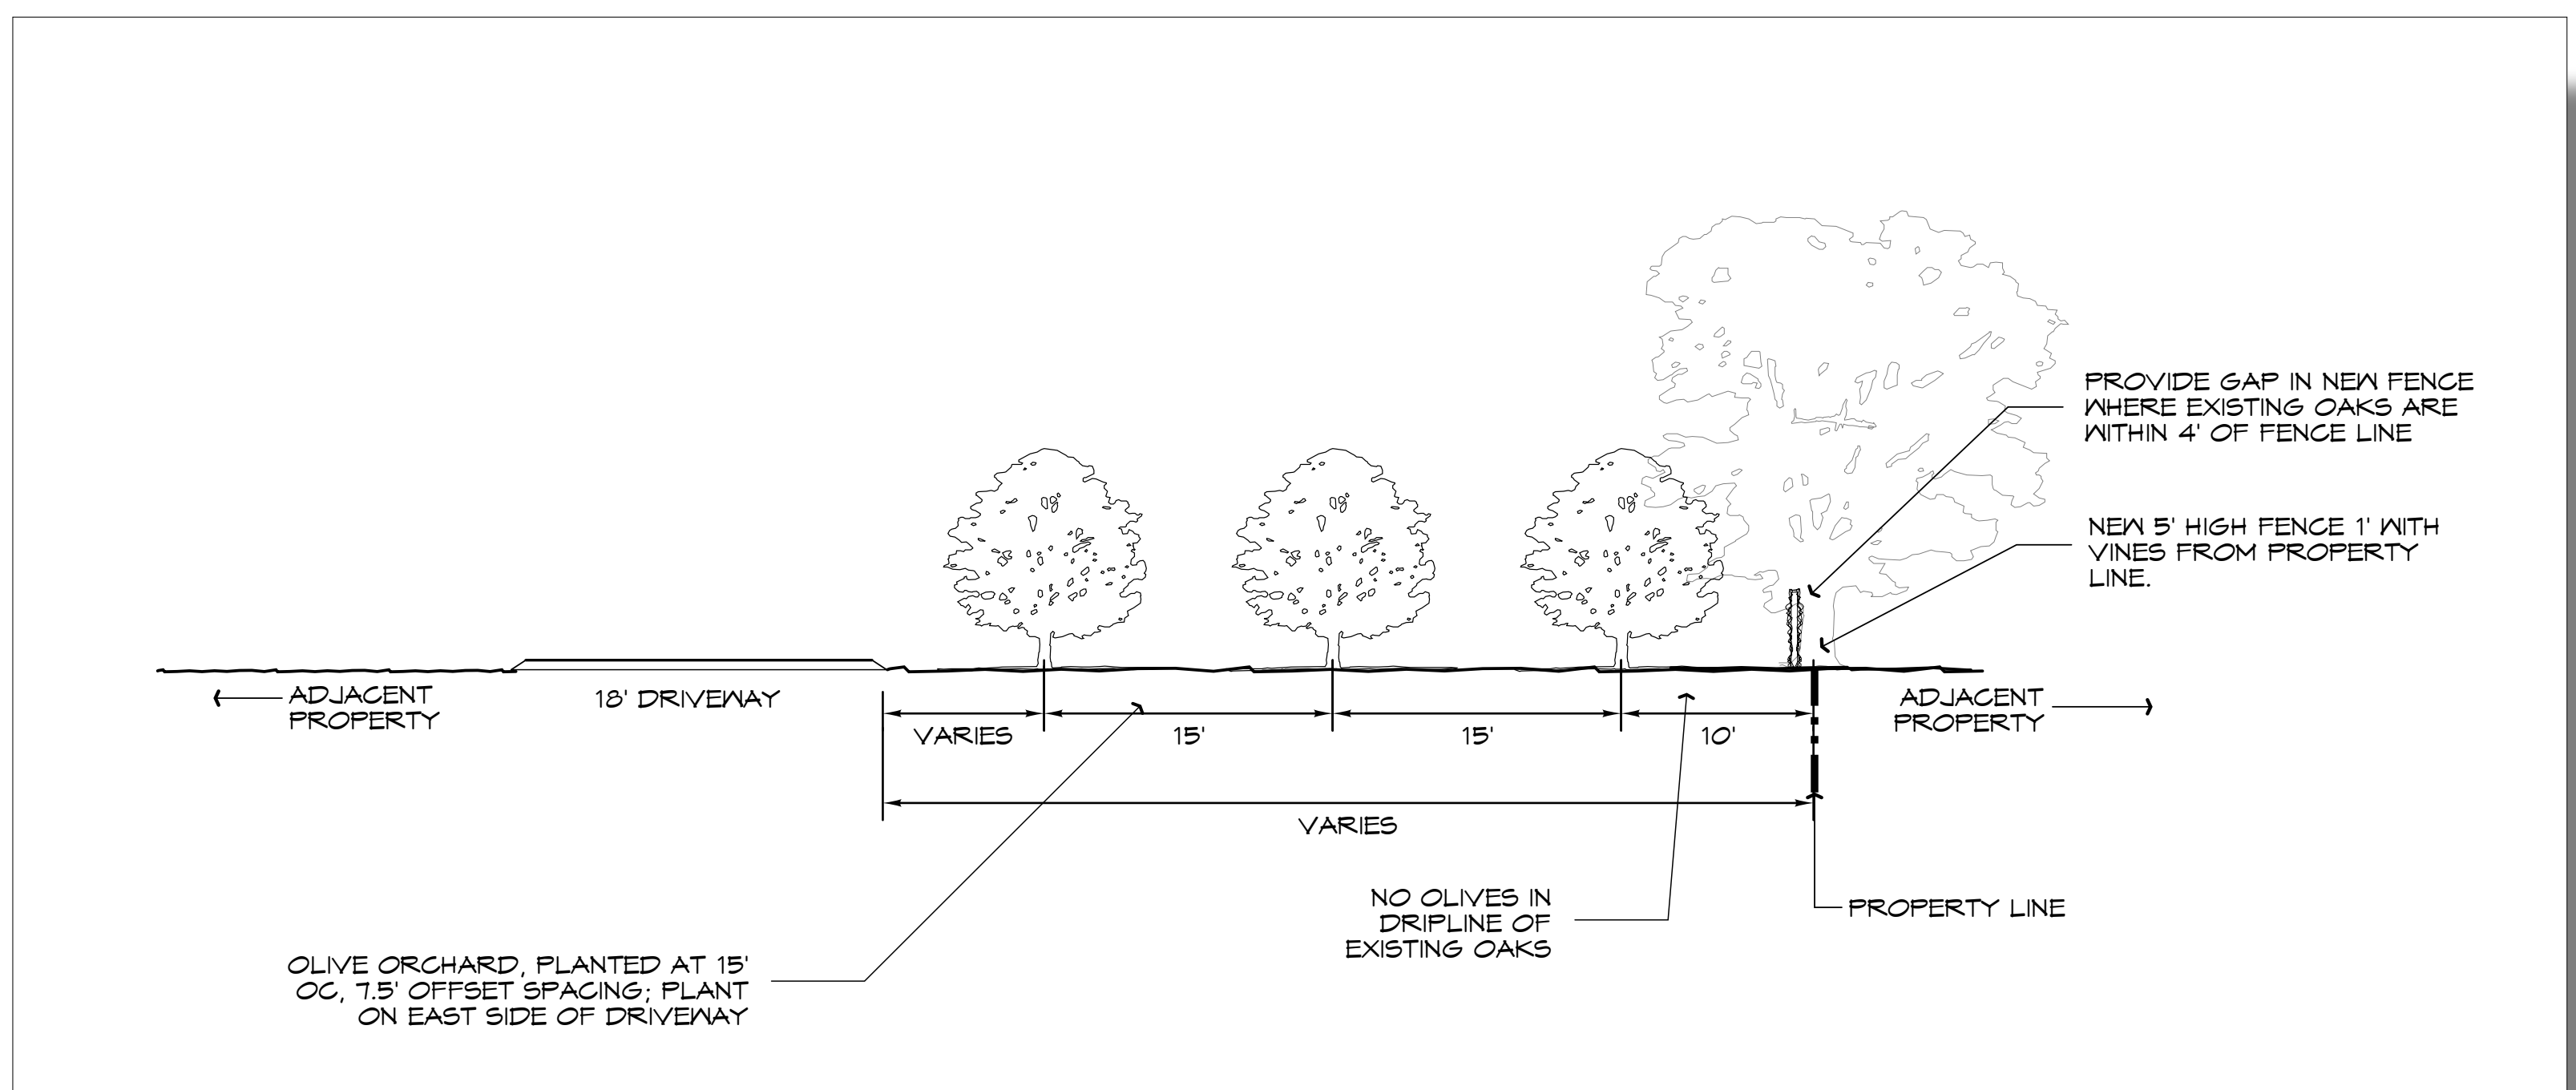 PROVIDE GAP IN NEW FENCE
WHERE EXISTING OAKS ARE
WITHIN 4' OF FENCE LINE
NEW 5' HIGH FENCE 1' WITH
VINES FROM PROPERTY
LINE.
ADJACENT
PROPERTY
18' DRIVEWAY
VARIES
15'
15'
10'
ADJACENT
PROPERTY
VARIES
NO OLIVES IN
DRIPLINE OF
EXISTING OAKS
PROPERTY LINE
OLIVE ORCHARD, PLANTED AT 15'
OC, 7.5' OFFSET SPACING; PLANT
ON EAST SIDE OF DRIVEWAY